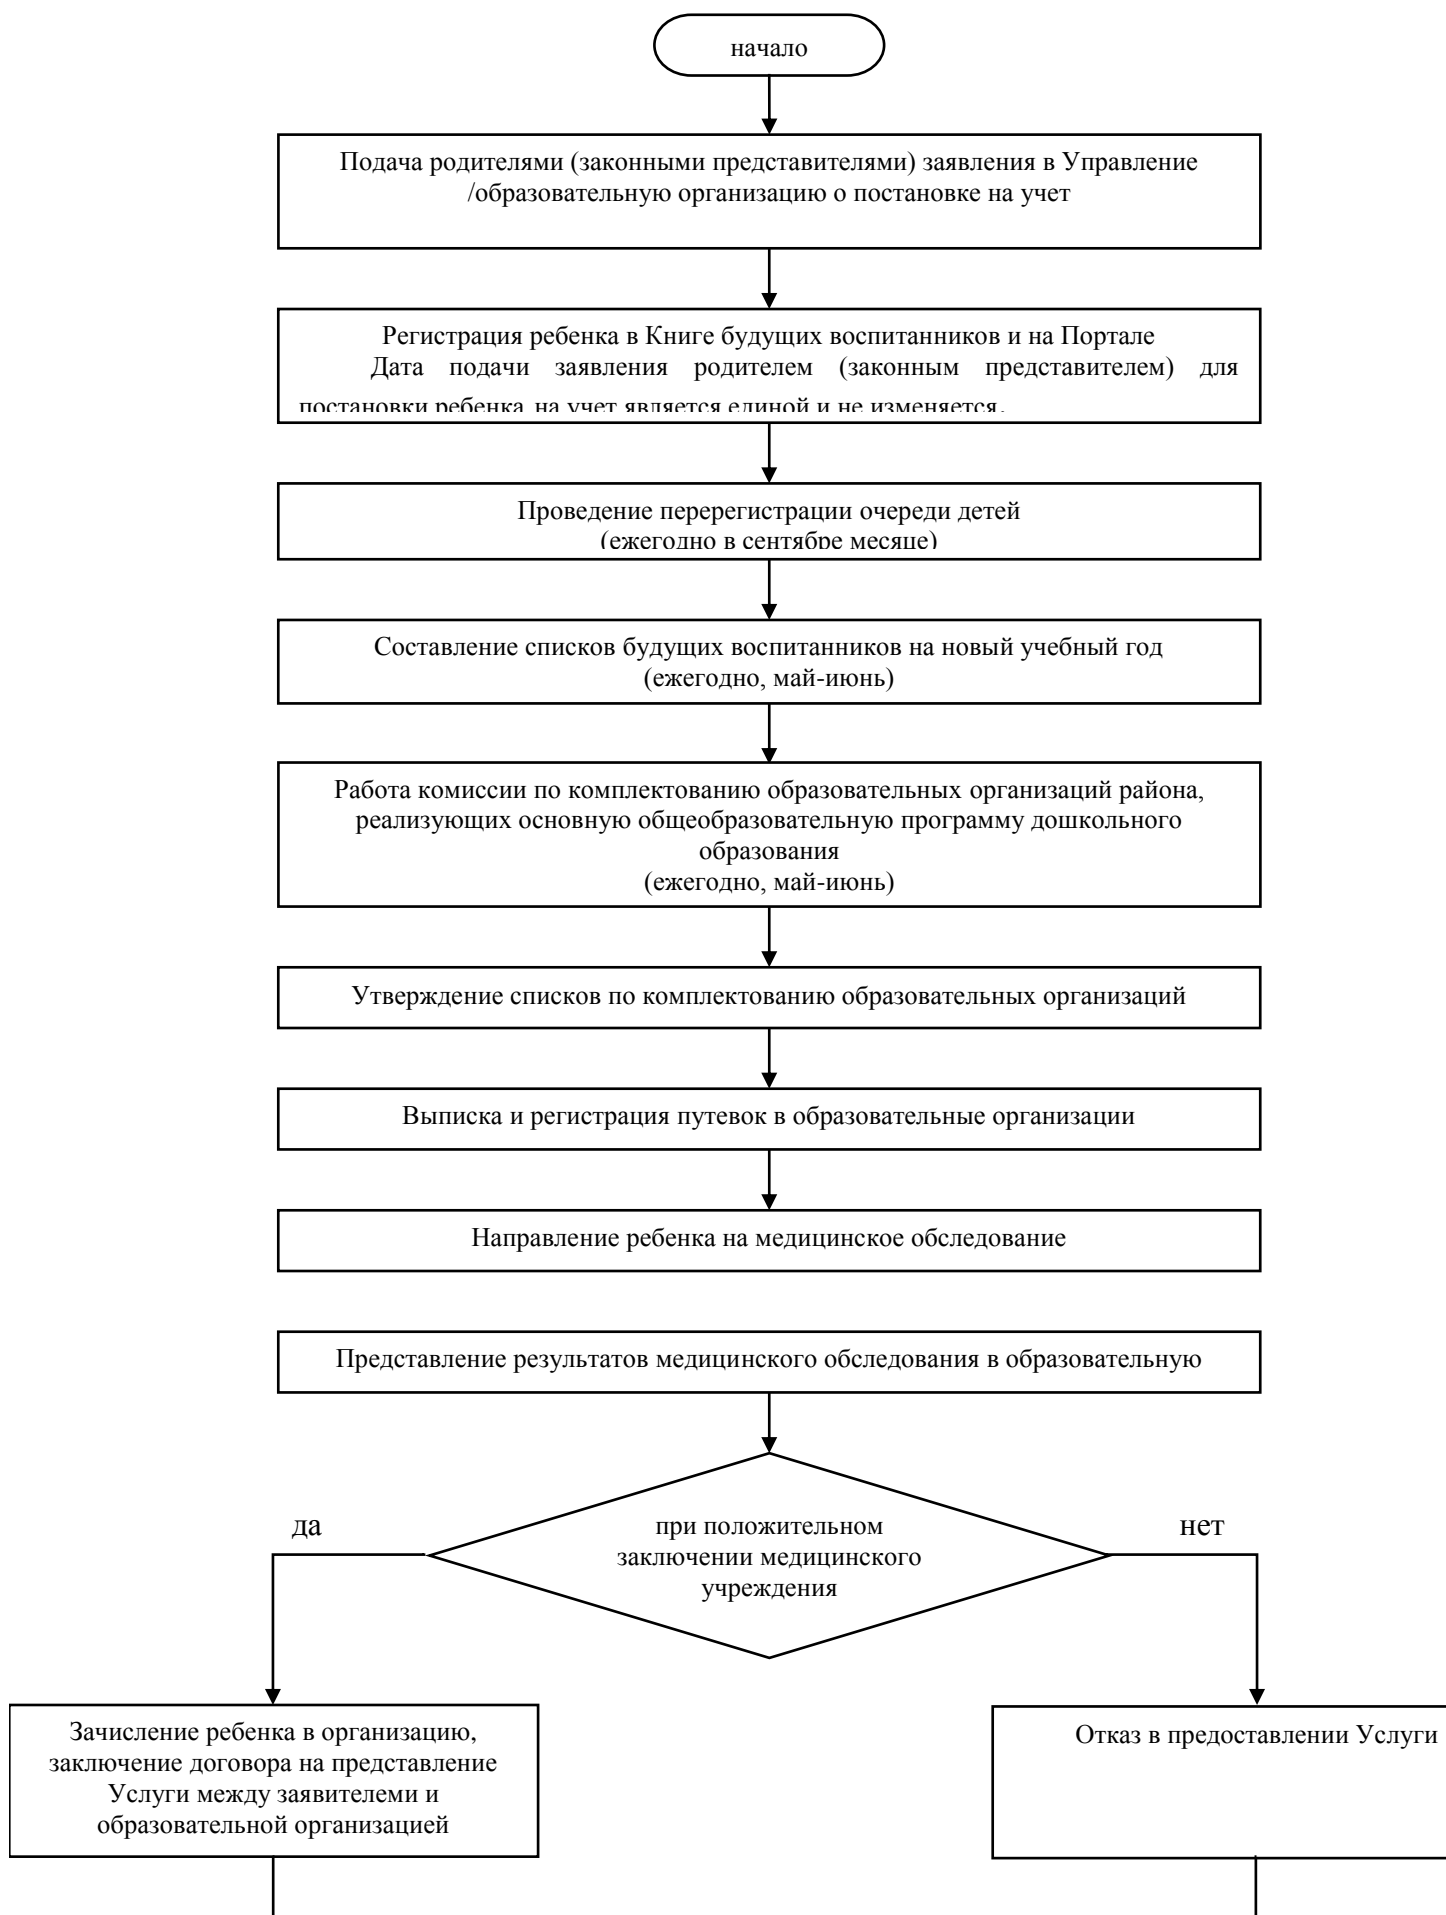 начало
Подача родителями (законными представителями) заявления в Управление
/образовательную организацию о постановке на учет
Регистрация ребенка в Книге будущих воспитанников и на Портале
Дата подачи заявления родителем (законным представителем) для
постановки ребенка на учет является единой и не изменяется.
Проведение перерегистрации очереди детей
(ежегодно в сентябре месяце)
Составление списков будущих воспитанников на новый учебный год
(ежегодно, май-июнь)
Работа комиссии по комплектованию образовательных организаций района,
реализующих основную общеобразовательную программу дошкольного
образования
(ежегодно, май-июнь)
Утверждение списков по комплектованию образовательных организаций
Выписка и регистрация путевок в образовательные организации
Направление ребенка на медицинское обследование
Представление результатов медицинского обследования в образовательную
при положительном
заключении медицинского
учреждения
да
нет
Зачисление ребенка в организацию,
заключение договора на представление
Услуги между заявителеми и
образовательной организацией
Отказ в предоставлении Услуги